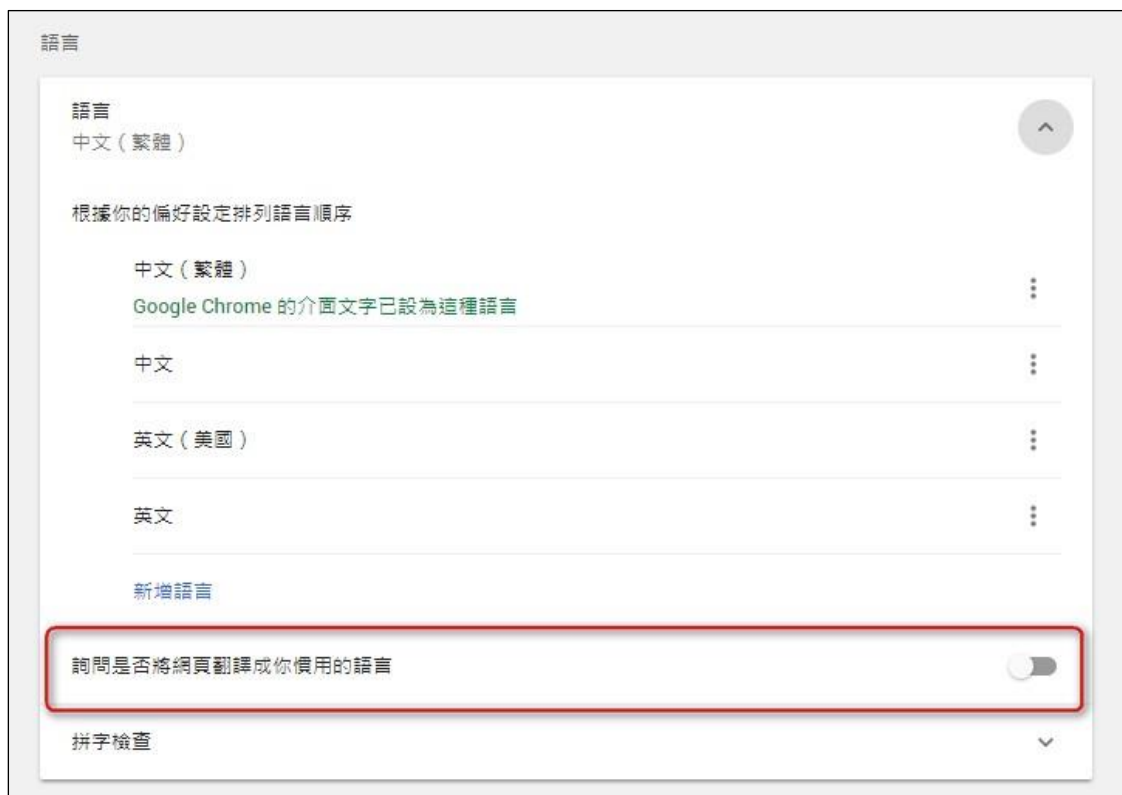 語言
語言
中文（繁體）
根據你的偏好設定排列語言順序
中文（繁體）
Google Chrome 的介面文字已設為這種語言
中文
英文（美國）
英文
新增語言
詢問是否將網頁翻譯成你慣用的語言
拼字檢查